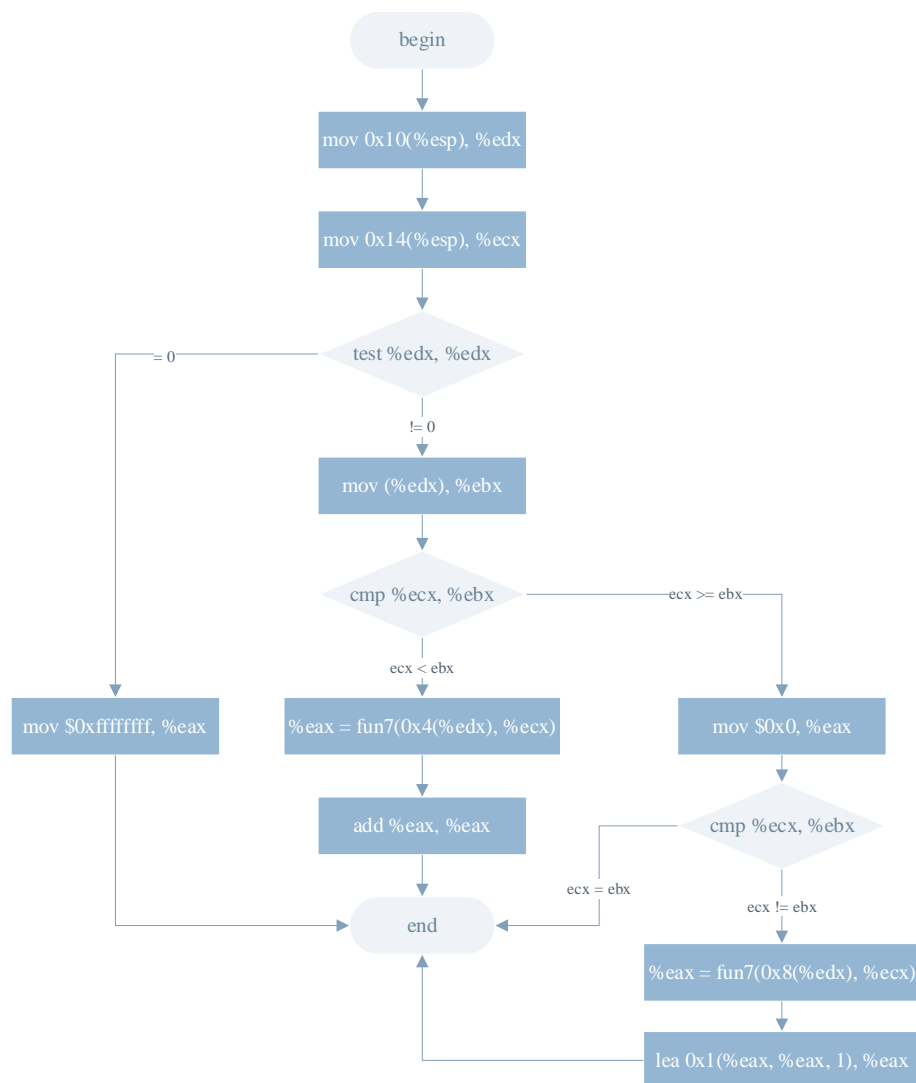 begin
mov 0x10(%esp), %edx
mov 0x14(%esp), %ecx
test %edx, %edx
= 0
!= 0
mov (%edx), %ebx
cmp %ecx, %ebx
ecx >= ebx
ecx < ebx
mov $0xffffffff, %eax
%eax = fun7(0x4(%edx), %ecx)
mov $0x0, %eax
add %eax, %eax
cmp %ecx, %ebx
ecx = ebx
ecx != ebx
end
%eax = fun7(0x8(%edx), %ecx)
lea 0x1(%eax, %eax, 1), %eax